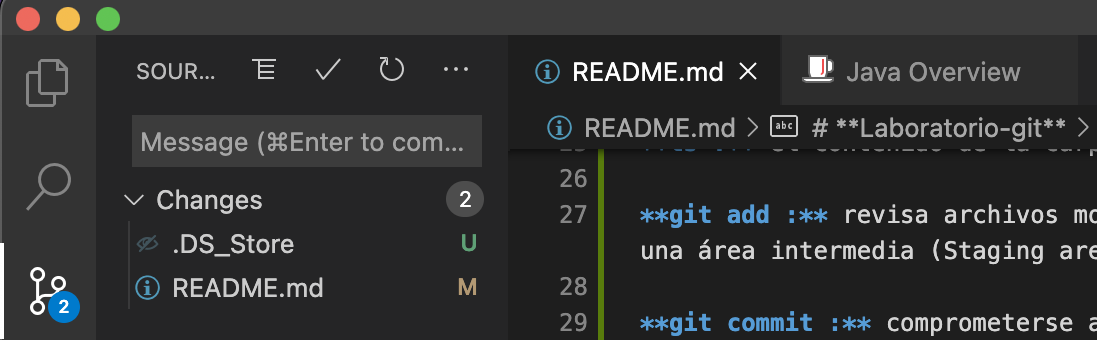 SOUR...
Message (⌘Enter to com...
Changes 2
.DS_Store U
README.md M
2
README.md Java Overview
README.md > # **Laboratorio-git** >
26
27 **git add :** revisa archivos mo
una área intermedia (Staging are
28
29 **git commit :** comprometerse a